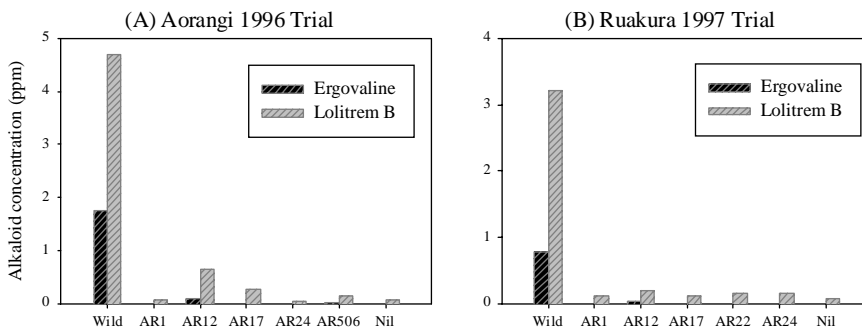 (A) Aorangi 1996 Trial
Alkaloid concentration (ppm)
5
4
3
2
1
0
Ergovaline
Lolitrem B
Wild AR1 AR12 AR17 AR24 AR506 Nil
(B) Ruakura 1997 Trial
4
3
2
1
0
Ergovaline
Lolitrem B
Wild AR1 AR12 AR17 AR22 AR24 Nil